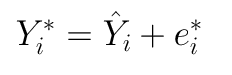 $Y_i^* = \hat{Y}_i + e_i^*$